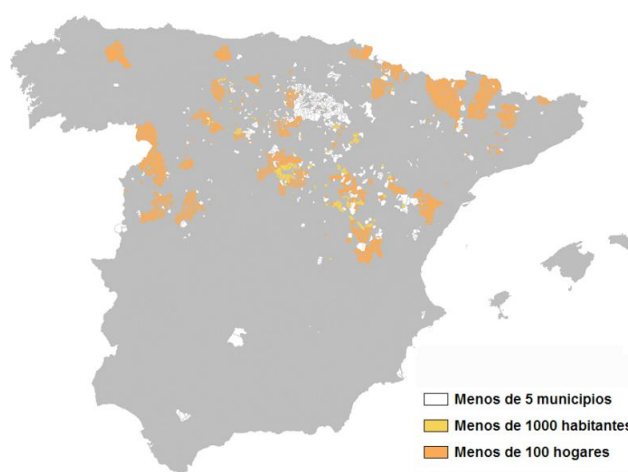 Menos de 5 municipios
Menos de 1000 habitantes
Menos de 100 hogares